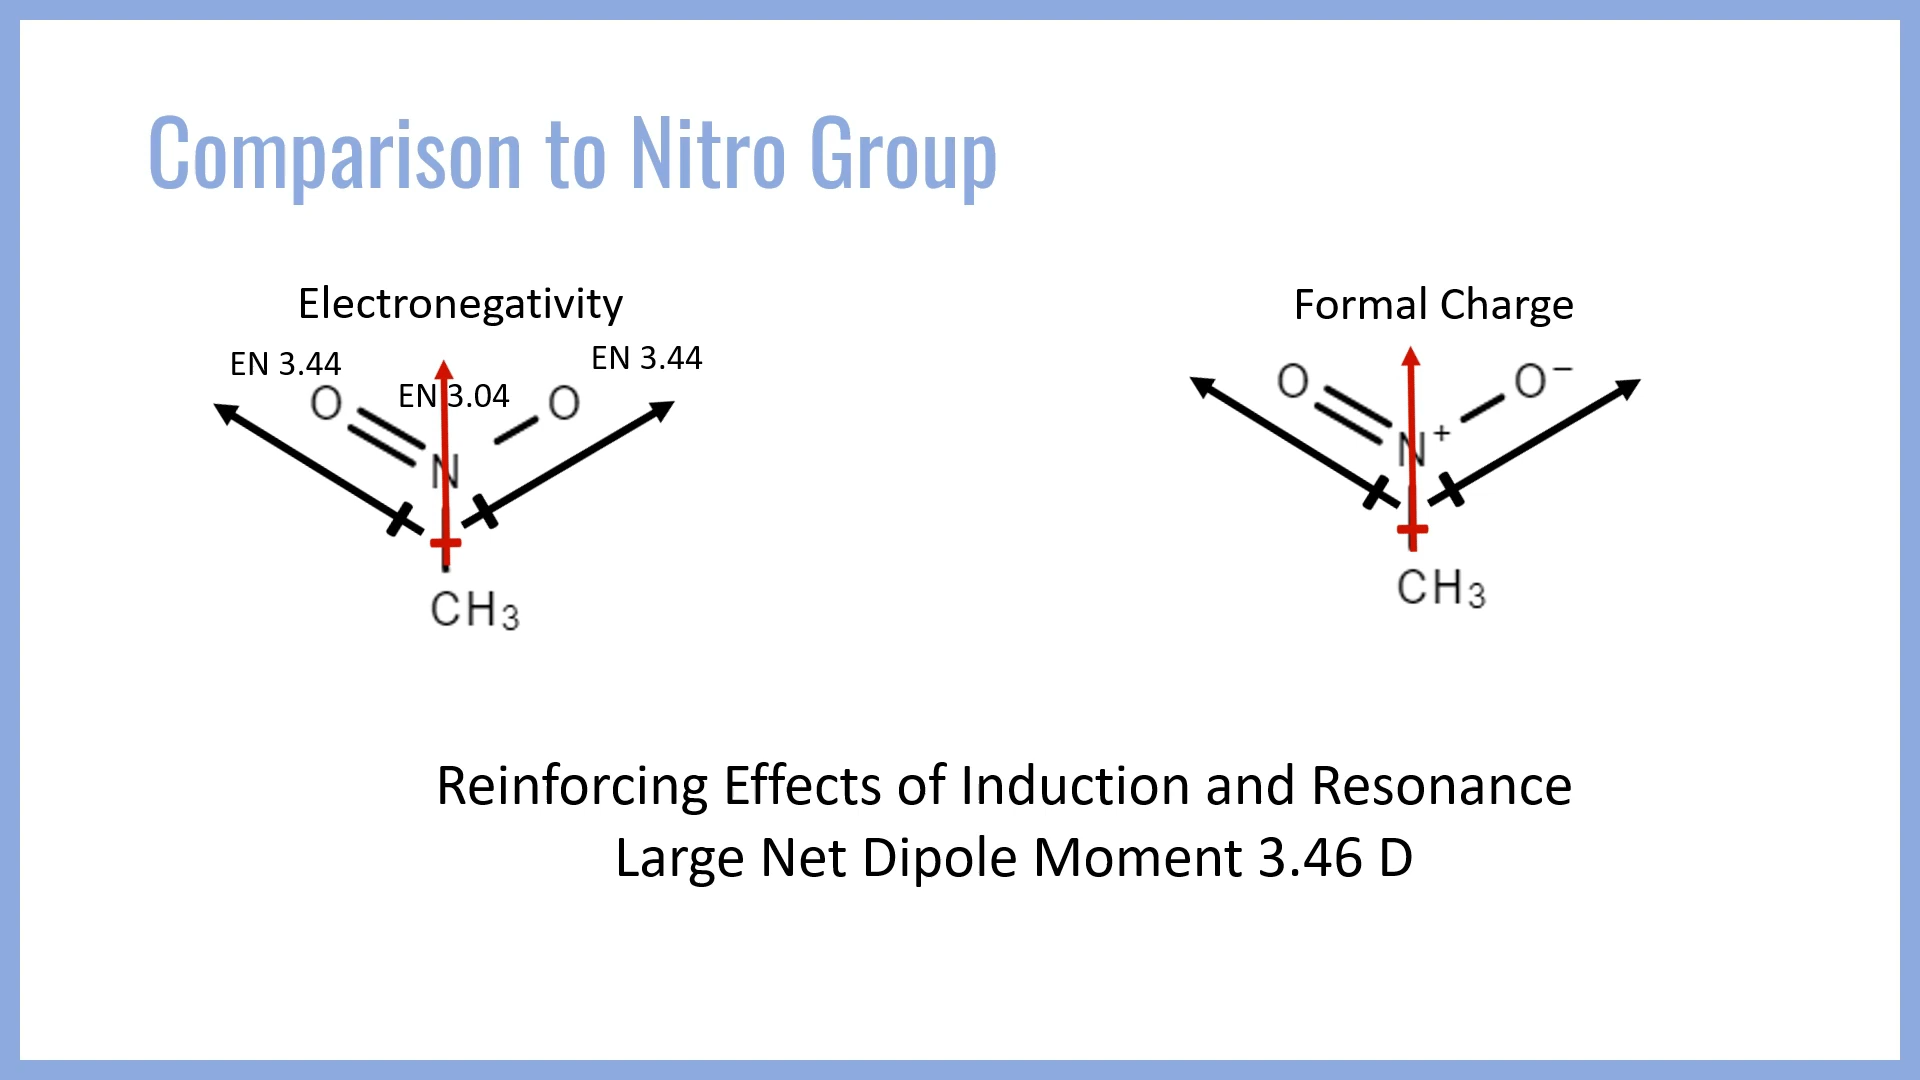 Comparison to Nitro Group
Electronegativity
EN 3.44
EN 3.04
EN 3.44
O
O
N
CH₃
Formal Charge
O
O⁻
N⁺
CH₃
Reinforcing Effects of Induction and Resonance
Large Net Dipole Moment 3.46 D